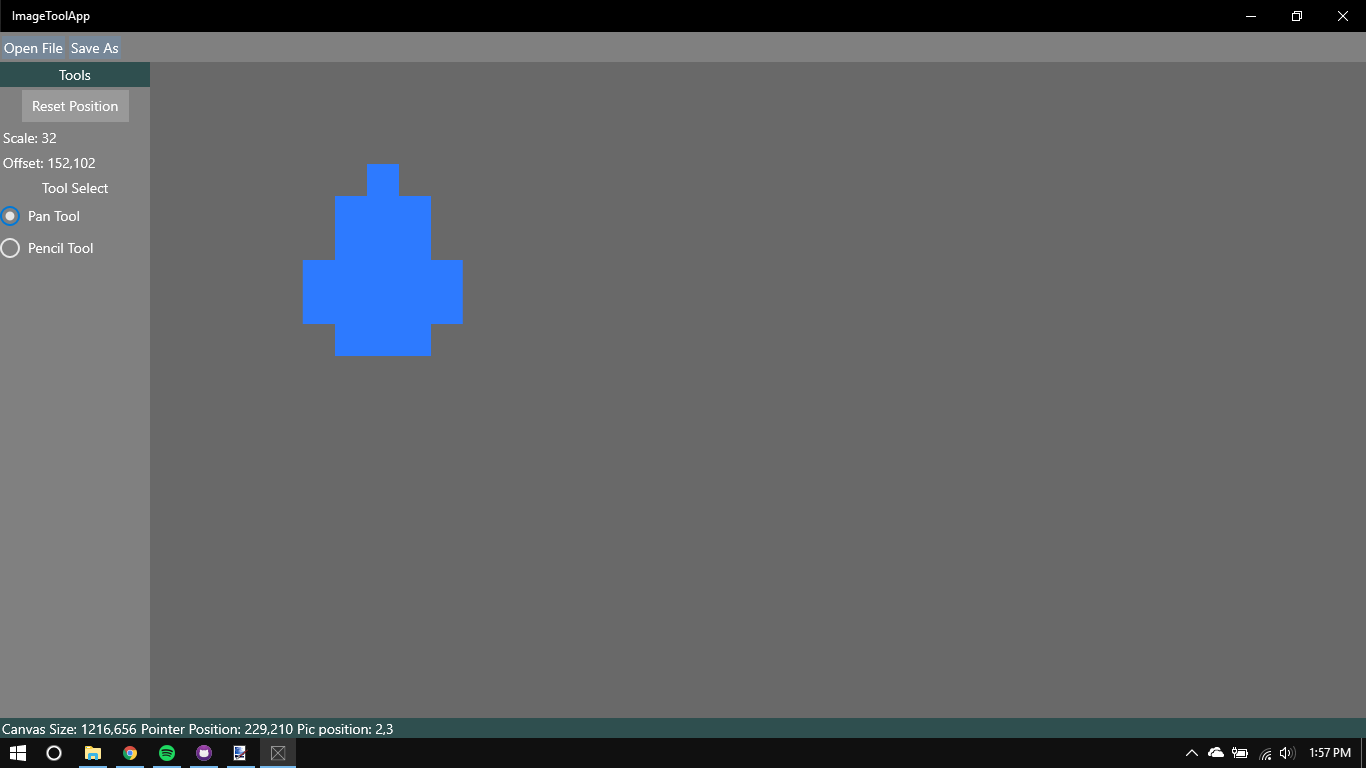 ImageToolApp
Open File Save As
Tools
Reset Position
Scale: 32
Offset: 152,102
Tool Select
Pan Tool
Pencil Tool
Canvas Size: 1216,656 Pointer Position: 229,210 Pic position: 2,3
1:57 PM